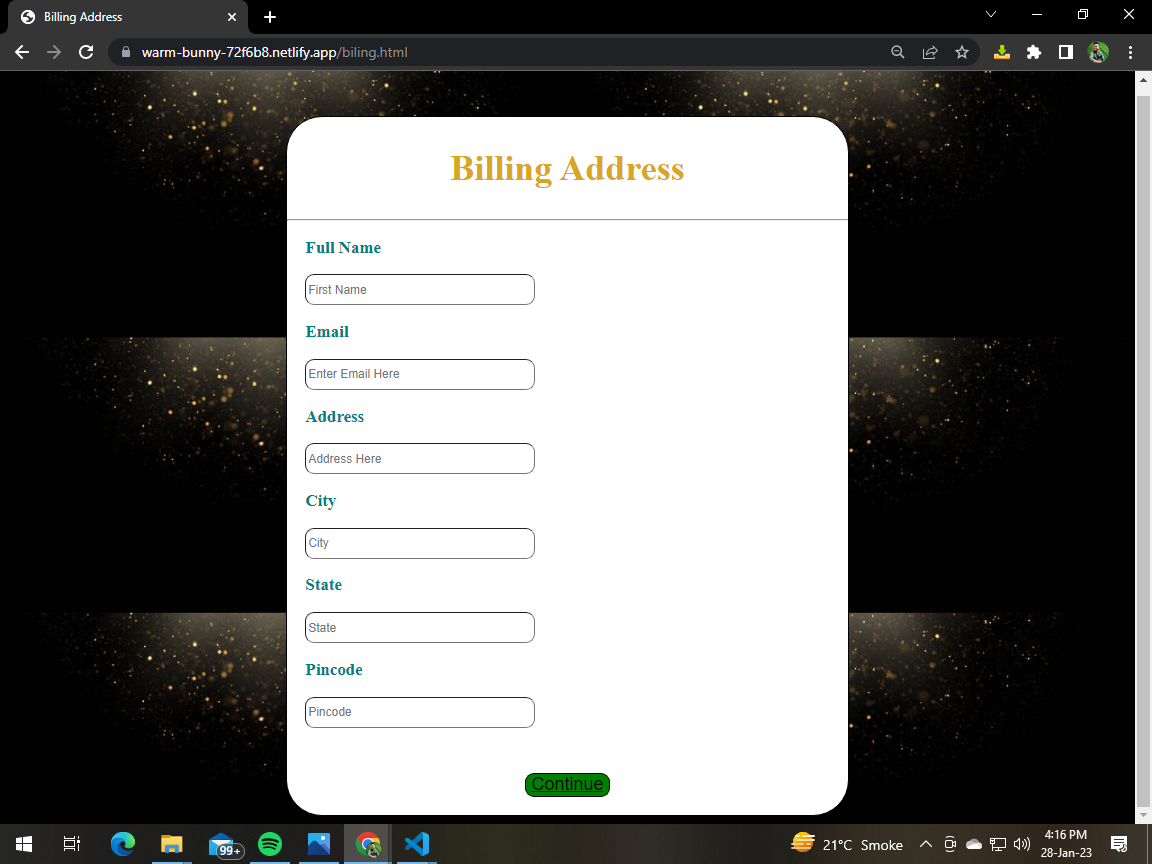 Billing Address
warm-bunny-72f6b8.netlify.app/biling.html
Billing Address
Full Name
First Name
Email
Enter Email Here
Address
Address Here
City
City
State
State
Pincode
Pincode
Continue
99+
21°C Smoke
4:16 PM
28-Jan-23